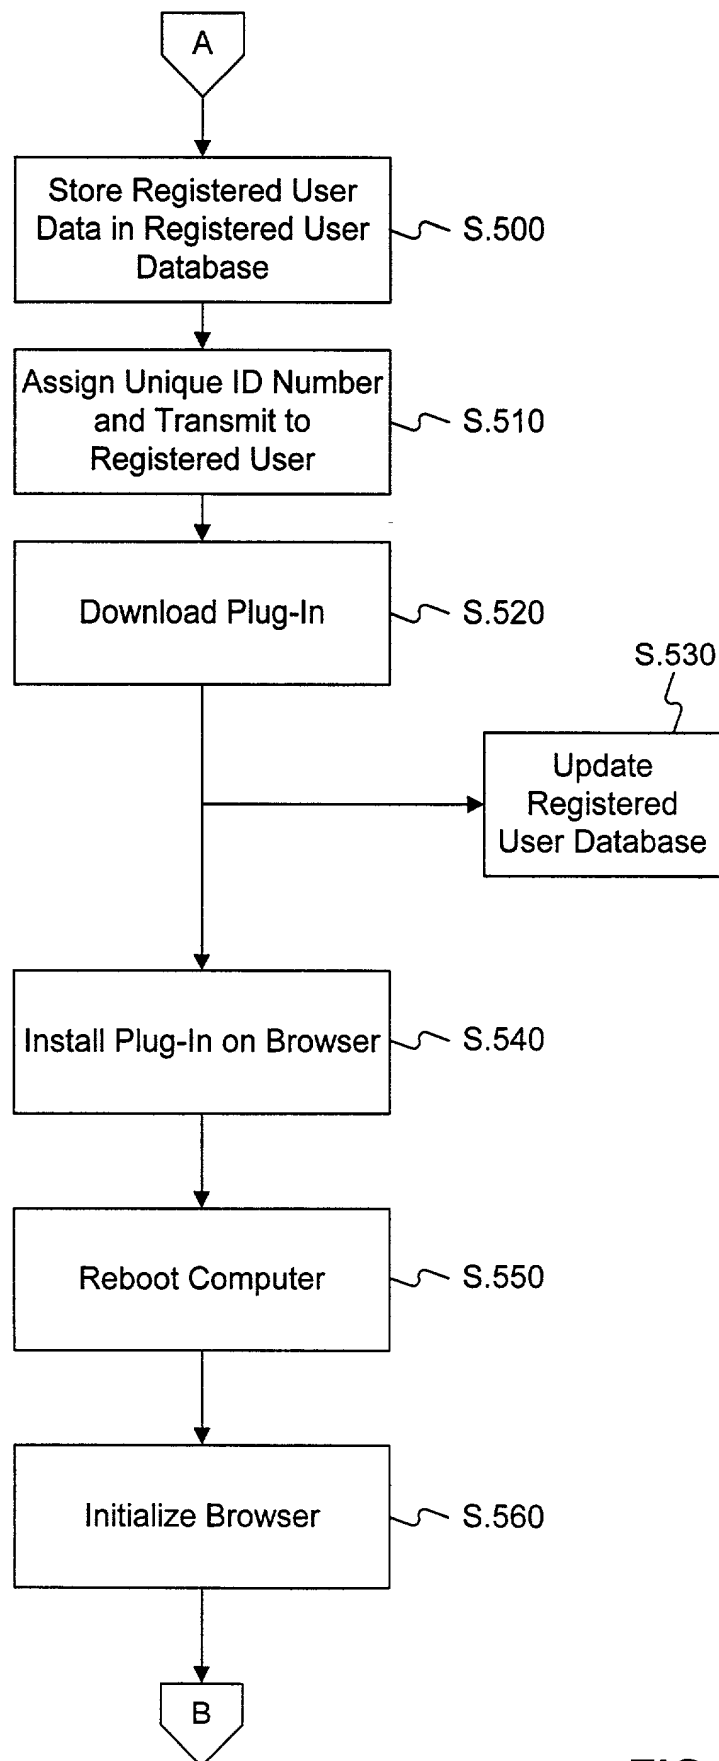 A
Store Registered User
Data in Registered User
Database
S.500
Assign Unique ID Number
and Transmit to
Registered User
S.510
Download Plug-In
S.520
S.530
Update
Registered
User Database
Install Plug-In on Browser
S.540
Reboot Computer
S.550
Initialize Browser
S.560
B
FIG